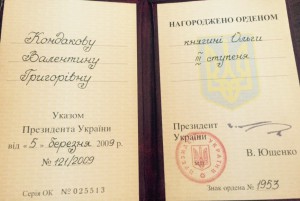 Кондакову
Валентину
Григорівну
Указом
Президента України
від «5» березня 2009 р.
№ 121/2009
Серія ОК № 025513
НАГОРОДЖЕНО ОРДЕНОМ
княгині Ольги
III ступеня
Президент
України
В. Ющенко
Знак ордена № 1953